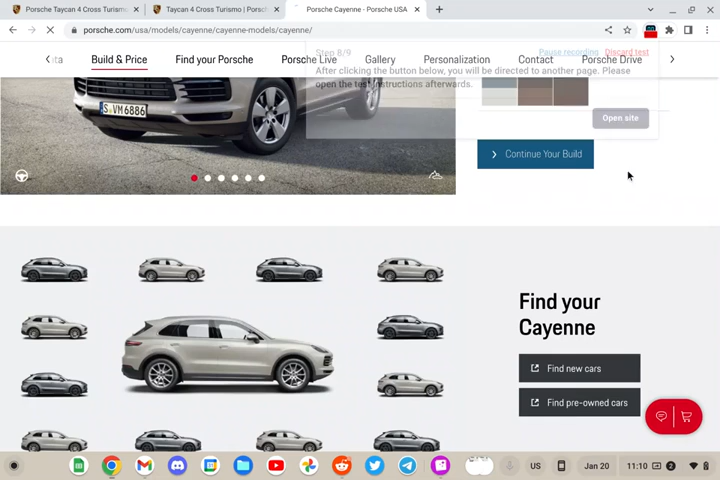 Porsche Taycan 4 Cross Turismo
Taycan 4 Cross Turismo | Porsc
Porsche Cayenne - Porsche USA
porsche.com/usa/models/cayenne/cayenne-models/cayenne/
ita
Build & Price
Find your Porsche
Porsche Live
Gallery
Personalization
Contact
Porsche Drive
Step 8/9
Pause recording
Discard test
After clicking the button below, you will be directed to another page. Please
open the test instructions afterwards.
Open site
S VM 6886
Continue Your Build
Find your
Cayenne
Find new cars
Find pre-owned cars
US
Jan 20
11:10
2